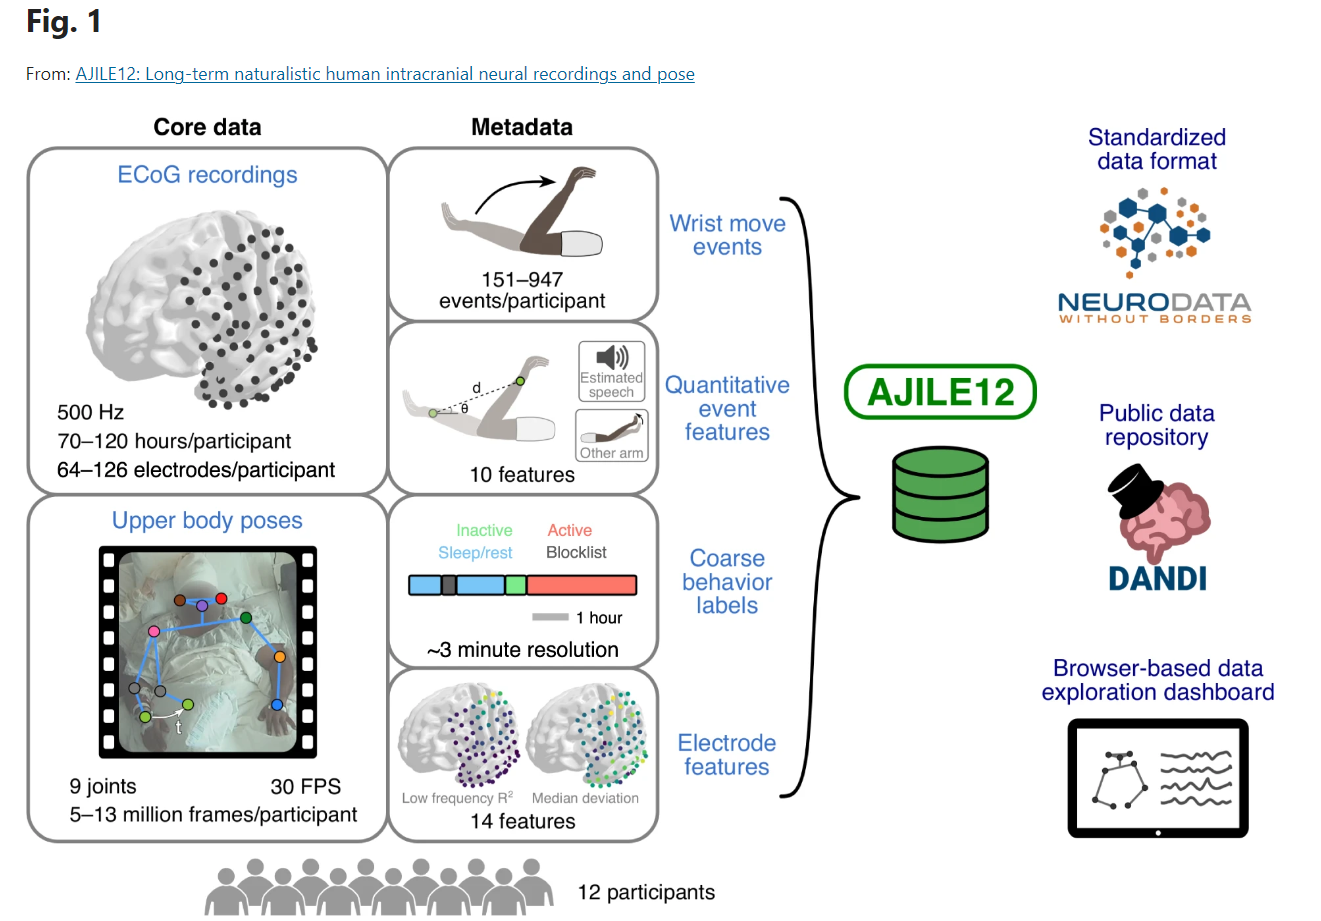 Fig. 1
From: AJILE12: Long-term naturalistic human intracranial neural recordings and pose
Core data
ECoG recordings
500 Hz
70–120 hours/participant
64–126 electrodes/participant
Upper body poses
t
9 joints
30 FPS
5–13 million frames/participant
Metadata
151–947
events/participant
Wrist move
events
d
θ
Estimated
speech
Other arm
10 features
Quantitative
event
features
Inactive
Active
Sleep/rest
Blocklist
1 hour
~3 minute resolution
Coarse
behavior
labels
Low frequency R²
Median deviation
14 features
Electrode
features
12 participants
AJILE12
Standardized
data format
NEURODATA
WITHOUT BORDERS
Public data
repository
DANDI
Browser-based data
exploration dashboard